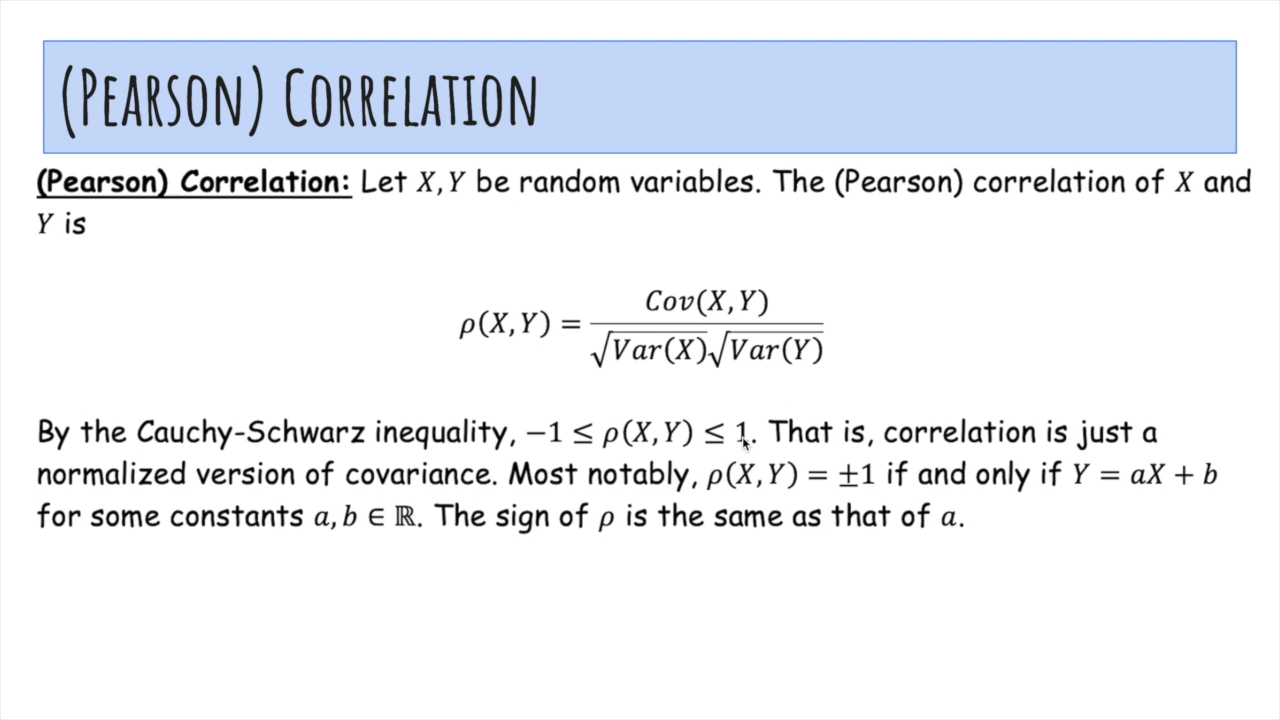 (PEARSON) CORRELATION
(Pearson) Correlation: Let X, Y be random variables. The (Pearson) correlation of X and
Y is
ρ(X, Y) = Cov(X, Y) / √Var(X)√Var(Y)
By the Cauchy-Schwarz inequality, −1 ≤ ρ(X, Y) ≤ 1. That is, correlation is just a
normalized version of covariance. Most notably, ρ(X, Y) = ±1 if and only if Y = aX + b
for some constants a, b ∈ ℝ. The sign of ρ is the same as that of a.